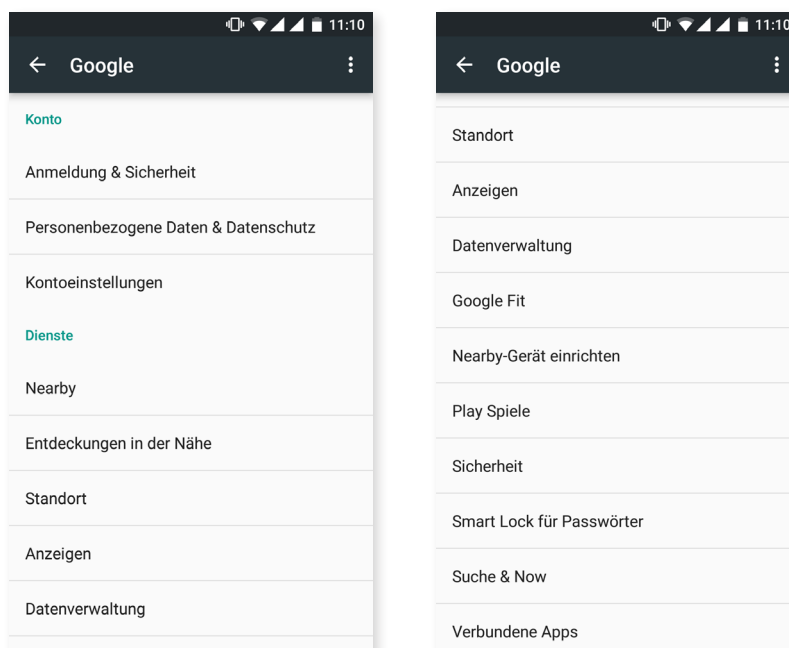 11:10
Google
Konto
Anmeldung & Sicherheit
Personenbezogene Daten & Datenschutz
Kontoeinstellungen
Dienste
Nearby
Entdeckungen in der Nähe
Standort
Anzeigen
Datenverwaltung
11:10
Google
Standort
Anzeigen
Datenverwaltung
Google Fit
Nearby-Gerät einrichten
Play Spiele
Sicherheit
Smart Lock für Passwörter
Suche & Now
Verbundene Apps